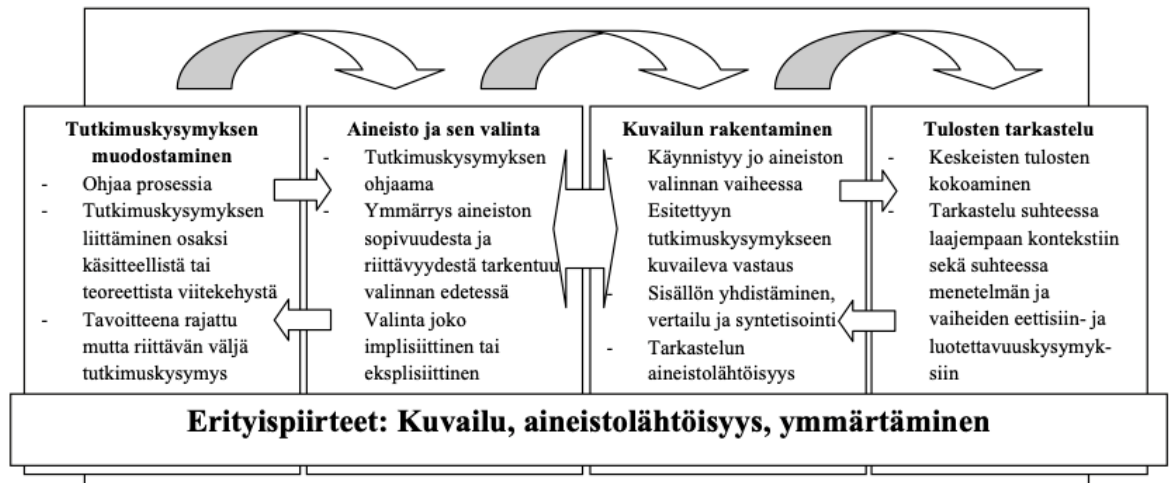 Tutkimuskysymyksen
muodostaminen
- Ohjaa prosessia
- Tutkimuskysymyksen
liittäminen osaksi
käsitteellistä tai
teoreettista viitekehystä
- Tavoitteena rajattu
mutta riittävän väljä
tutkimuskysymys
Aineisto ja sen valinta
- Tutkimuskysymyksen
ohjaama
- Ymmärrys aineiston
sopivuudesta ja
riittävyydestä tarkentuu
valinnan edetessä
- Valinta joko
implisiittinen tai
eksplisiittinen
Kuvailun rakentaminen
- Käynnistyy jo aineiston
valinnan vaiheessa
- Esitettyyn
tutkimuskysymykseen
kuvaileva vastaus
- Sisällön yhdistäminen,
vertailu ja syntetisointi
- Tarkastelun
aineistolähtöisyys
Tulosten tarkastelu
- Keskeisten tulosten
kokoaminen
- Tarkastelu suhteessa
laajempaan kontekstiin
sekä suhteessa
menetelmän ja
vaiheiden eettisiin- ja
luotettavuuskysymyk-
siin
Erityispiirteet: Kuvailu, aineistolähtöisyys, ymmärtäminen